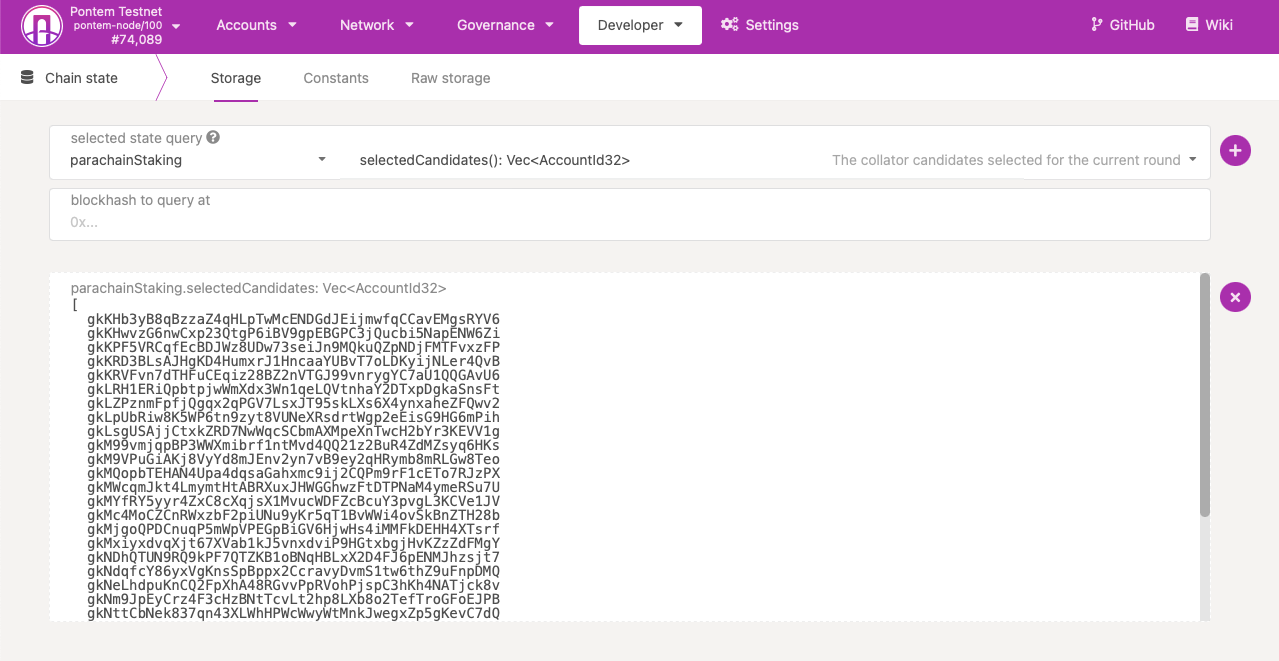 Pontem Testnet
pontem-node/100
#74,089
Accounts
Network
Governance
Developer
Settings
GitHub
Wiki
Chain state
Storage
Constants
Raw storage
selected state query
parachainStaking
selectedCandidates(): Vec<AccountId32>
The collator candidates selected for the current round
blockhash to query at
0x...
parachainStaking.selectedCandidates: Vec<AccountId32>
[
gkKHb3yB8qBzzaZ4qHLpTwMcENDGdJEijmwfqCCavEMgsRYV6
gkKHwvzG6nwCxp23QtgP6iBV9gpEBGPC3jQucbi5NapENW6Zi
gkKPF5VRCqfEcBDJWz8UDw73seiJn9MQkuQZpNDjFMTFvxzFP
gkKRD3BLsAJHgKD4HumxrJ1HncaaYUBvT7oLDKyijNLer4QvB
gkKRVFvn7dTHFuCEqiz28BZ2nVTGJ99vnrygYC7aU1QQGAvU6
gkLRH1ERiQpbtpjwWmXdx3Wn1qeLQVtnhaY2DTxpDgkaSnsFt
gkLZPznmFpfjQgqx2qPGV7LsxJT95skLXs6X4ynxaheZFQwv2
gkLpUbRiw8K5WP6tn9zyt8VUNeXRsdrtWgp2eEisG9HG6mPih
gkLsgUSAjjCtxkZRD7NwWqcSCbmAXMpeXnTwcH2bYr3KEVV1g
gkM99vmjqpBP3WWXmibrf1ntMvd4QQ21z2BuR4ZdMZsyq6HKs
gkM9VPuGiAKj8VyYd8mJEnv2yn7vB9ey2qHRymb8mRLGw8Teo
gkMQopbTEHAN4Upa4dqsaGahxmc9ij2CQPm9rF1cETo7RJzPX
gkMWcqmJkt4LmymtHtABRXuxJHWGGhwzFtDTPNaM4ymeRSu7U
gkMYfRY5yyr4ZxC8cXqjsX1MvucWDFZcBcuY3pvgL3KCVe1JV
gkMc4MoCZCnRWxzbF2piUNu9yKr5qT1BvWWi4ovSkBnZTH28b
gkMjgoQPDCnuqP5mWpVPEGpBiGV6HjwHs4iMMFkDEHH4XTsrf
gkMxiyxdvqXjt67XVab1kJ5vnxdviP9HGtxbgjHvKZzZdFMgY
gkNDhQTUN9RQ9kPF7QTZKB1oBNqHBLxX2D4FJ6pENMJhzsjt7
gkNdqfcY86yxVgKnsSpBppx2CcravyDvmS1tw6thZ9uFnpDMQ
gkNeLhdpuKnCQ2FpXhA48RGvvPpRVohPjspC3hKh4NATjck8v
gkNm9JpEyCrz4F3cHzBNtTcvLt2hp8LXb8o2TefTroGFoEJPB
gkNttCbNek837qn43XLWhHPWcWwyWtMnkJwegxZp5gKevC7dQ